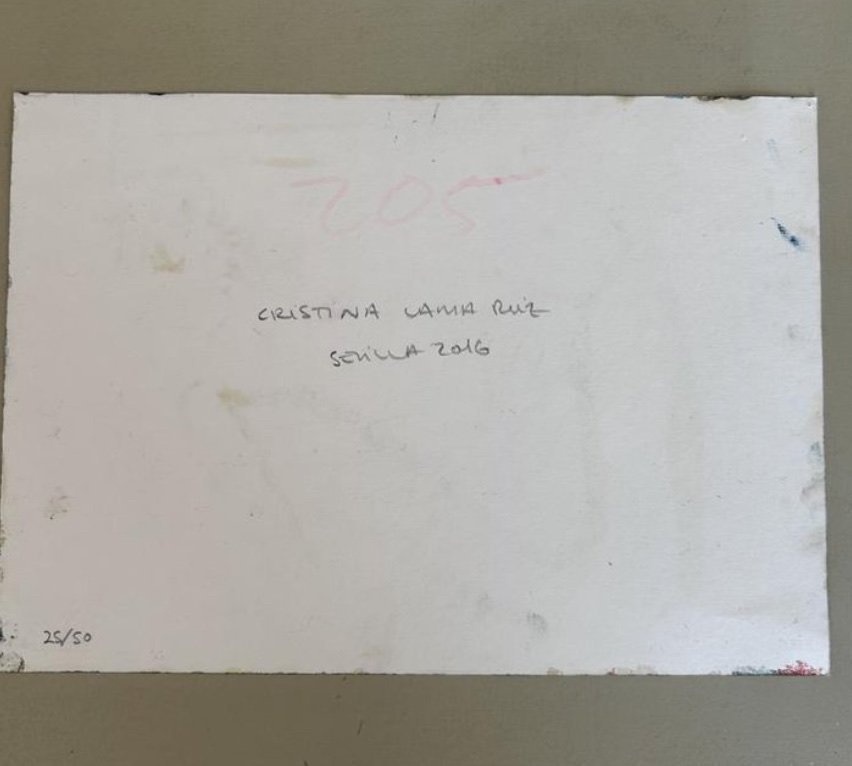 205
CRISTINA LAMA RUIZ
SEVILLA 2016
25/50